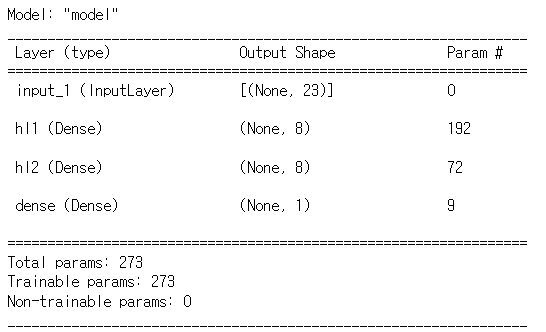 Model: "model"
_________________________________________________________________
Layer (type) Output Shape Param #
=================================================================
input_1 (InputLayer) [(None, 23)] 0
hl1 (Dense) (None, 8) 192
hl2 (Dense) (None, 8) 72
dense (Dense) (None, 1) 9
=================================================================
Total params: 273
Trainable params: 273
Non-trainable params: 0
_________________________________________________________________